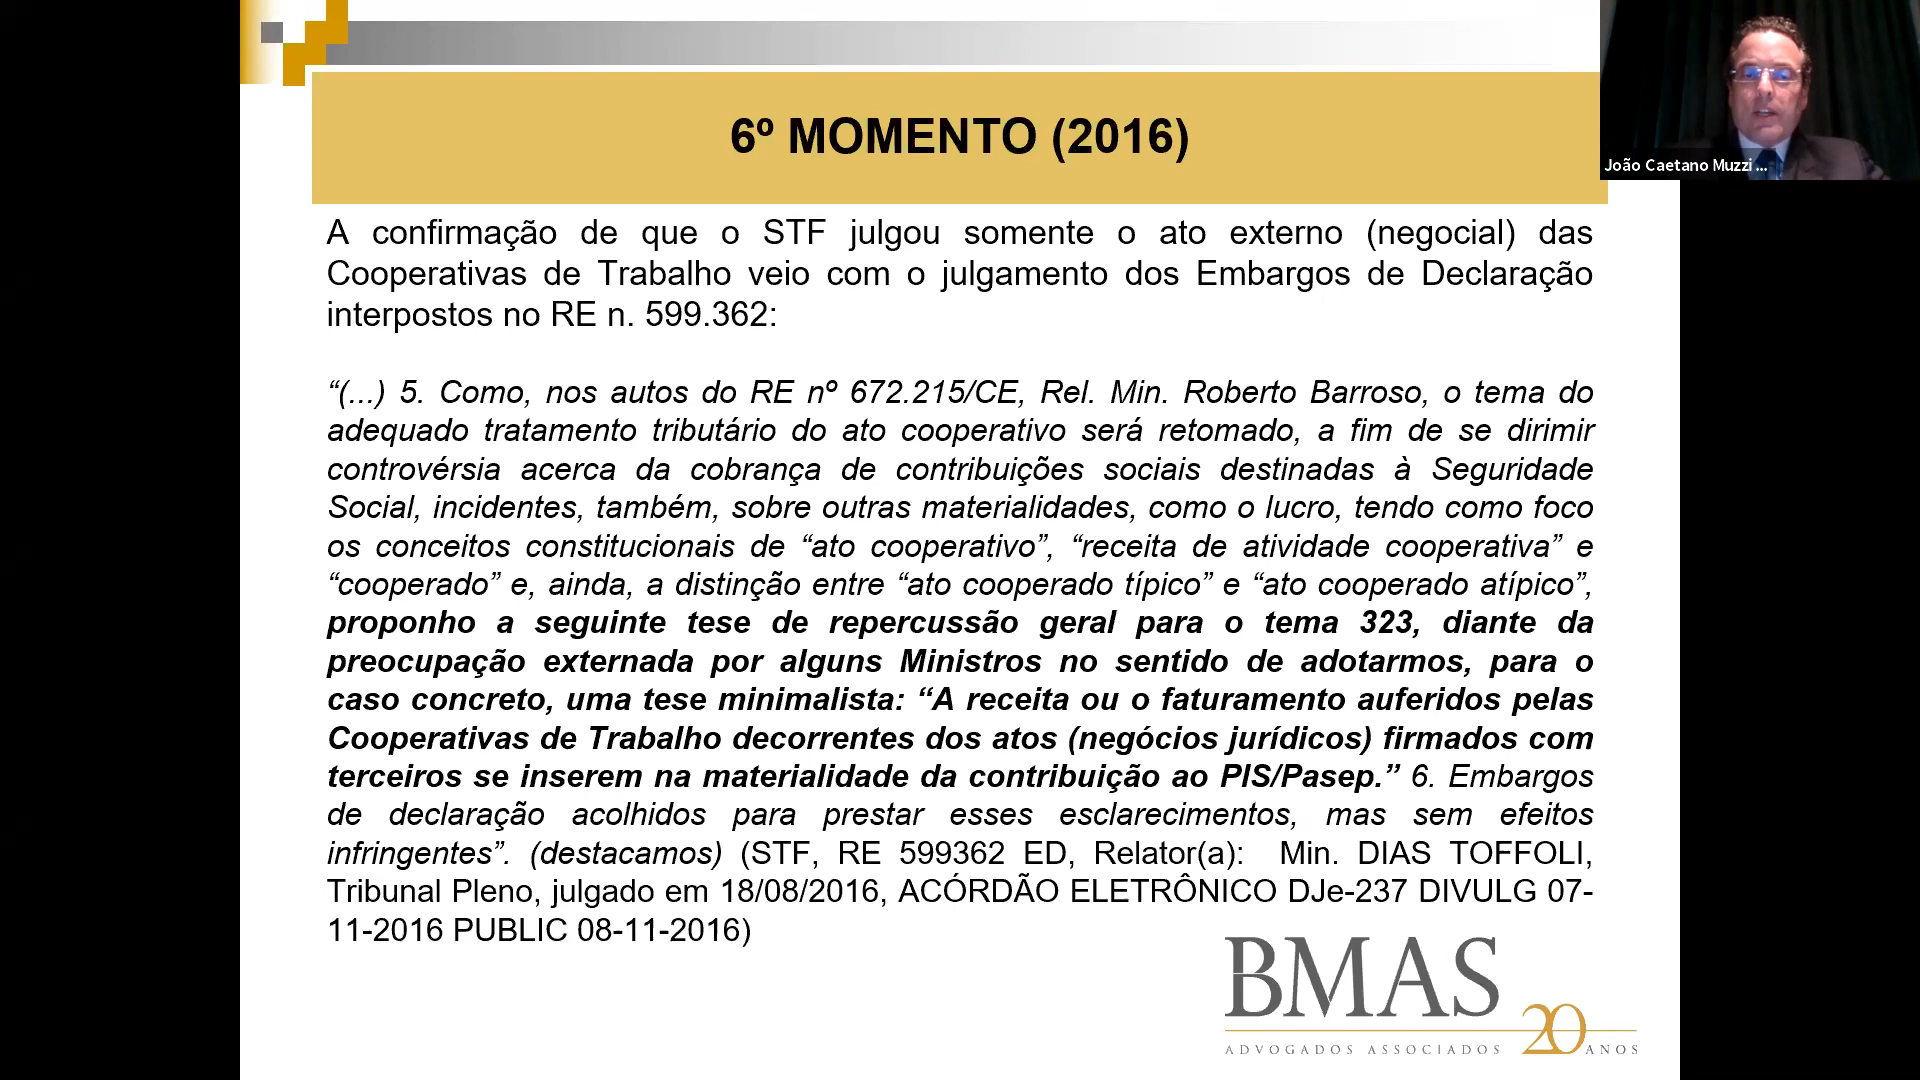 6º MOMENTO (2016)
João Caetano Muzzi ...
A confirmação de que o STF julgou somente o ato externo (negocial) das
Cooperativas de Trabalho veio com o julgamento dos Embargos de Declaração
interpostos no RE n. 599.362:
“(...) 5. Como, nos autos do RE nº 672.215/CE, Rel. Min. Roberto Barroso, o tema do
adequado tratamento tributário do ato cooperativo será retomado, a fim de se dirimir
controvérsia acerca da cobrança de contribuições sociais destinadas à Seguridade
Social, incidentes, também, sobre outras materialidades, como o lucro, tendo como foco
os conceitos constitucionais de “ato cooperativo”, “receita de atividade cooperativa” e
“cooperado” e, ainda, a distinção entre “ato cooperado típico” e “ato cooperado atípico”,
proponho a seguinte tese de repercussão geral para o tema 323, diante da
preocupação externada por alguns Ministros no sentido de adotarmos, para o
caso concreto, uma tese minimalista: “A receita ou o faturamento auferidos pelas
Cooperativas de Trabalho decorrentes dos atos (negócios jurídicos) firmados com
terceiros se inserem na materialidade da contribuição ao PIS/Pasep.” 6. Embargos
de declaração acolhidos para prestar esses esclarecimentos, mas sem efeitos
infringentes”. (destacamos) (STF, RE 599362 ED, Relator(a): Min. DIAS TOFFOLI,
Tribunal Pleno, julgado em 18/08/2016, ACÓRDÃO ELETRÔNICO DJe-237 DIVULG 07-
11-2016 PUBLIC 08-11-2016)
BMAS
ADVOGADOS ASSOCIADOS 20 ANOS